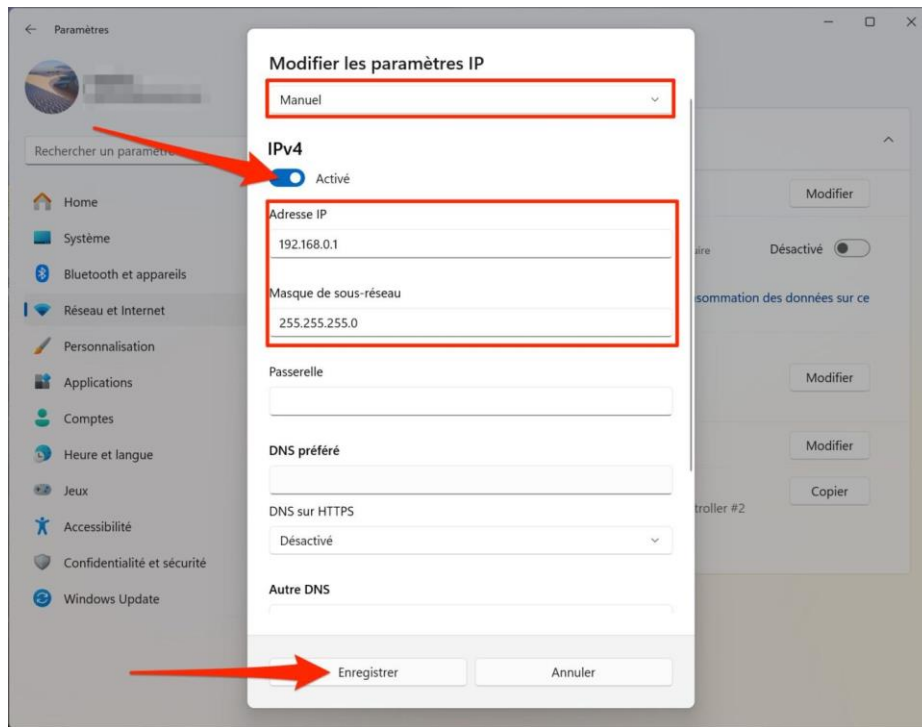 Paramètres
Rechercher un paramètre
Home
Système
Bluetooth et appareils
Réseau et Internet
Personnalisation
Applications
Comptes
Heure et langue
Jeux
Accessibilité
Confidentialité et sécurité
Windows Update
Modifier les paramètres IP
Manuel
IPv4
Activé
Adresse IP
192.168.0.1
Masque de sous-réseau
255.255.255.0
Passerelle
DNS préféré
DNS sur HTTPS
Désactivé
Autre DNS
Enregistrer
Annuler
Modifier
Désactivé
des données sur ce
Modifier
Modifier
Copier
#2